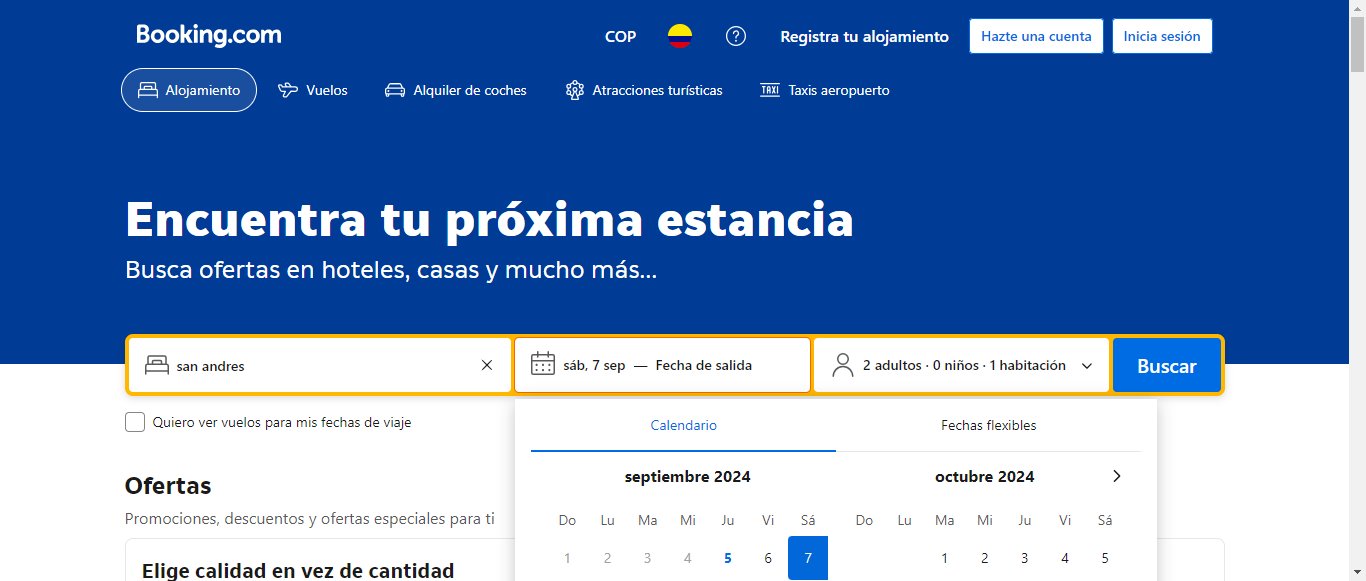 Booking.com
COP
Registra tu alojamiento
Hazte una cuenta
Inicia sesión
Alojamiento
Vuelos
Alquiler de coches
Atracciones turísticas
TAXI Taxis aeropuerto
Encuentra tu próxima estancia
Busca ofertas en hoteles, casas y mucho más...
san andres
sáb, 7 sep — Fecha de salida
2 adultos · 0 niños · 1 habitación
Buscar
Quiero ver vuelos para mis fechas de viaje
Calendario
Fechas flexibles
septiembre 2024
octubre 2024
Do Lu Ma Mi Ju Vi Sá
Do Lu Ma Mi Ju Vi Sá
1 2 3 4 5 6 7
1 2 3 4 5
Ofertas
Promociones, descuentos y ofertas especiales para ti
Elige calidad en vez de cantidad